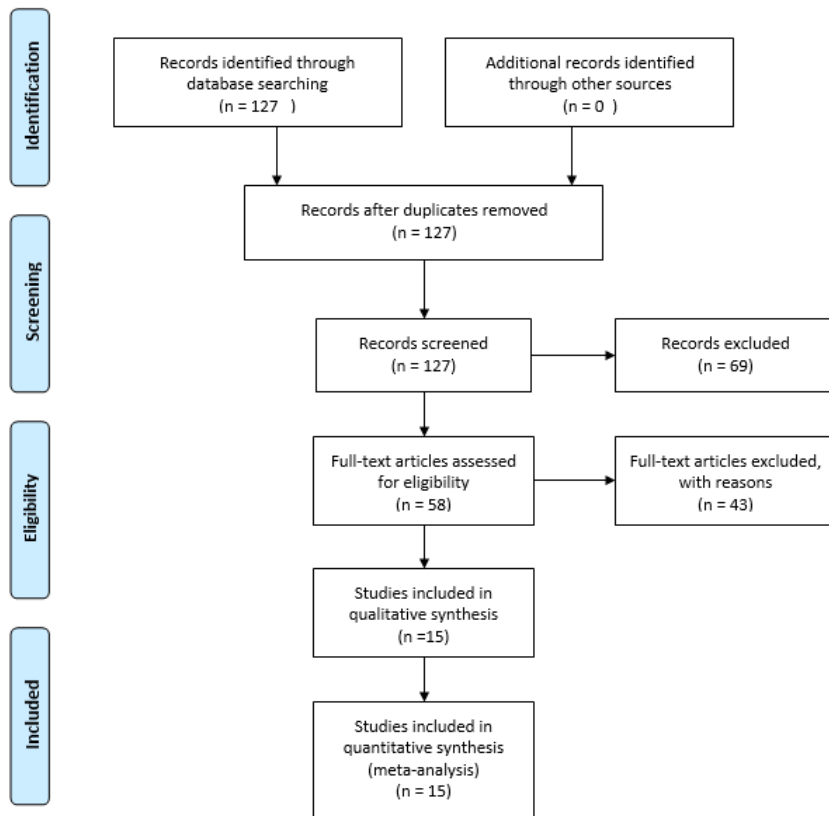 Identification
Records identified through
database searching
(n = 127   )
Additional records identified
through other sources
(n = 0   )
Records after duplicates removed
(n = 127)
Screening
Records screened
(n = 127)
Records excluded
(n = 69)
Eligibility
Full-text articles assessed
for eligibility
(n = 58)
Full-text articles excluded,
with reasons
(n = 43)
Studies included in
qualitative synthesis
(n =15)
Included
Studies included in
quantitative synthesis
(meta-analysis)
(n = 15)